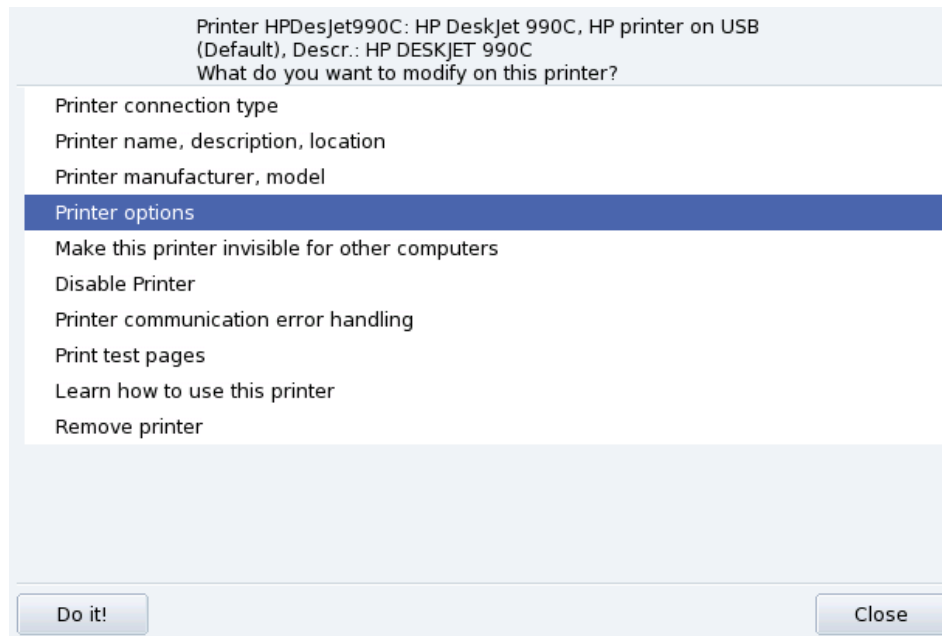 Printer HPDesJet990C: HP DeskJet 990C, HP printer on USB
(Default), Descr.: HP DESKJET 990C
What do you want to modify on this printer?
Printer connection type
Printer name, description, location
Printer manufacturer, model
Printer options
Make this printer invisible for other computers
Disable Printer
Printer communication error handling
Print test pages
Learn how to use this printer
Remove printer
Do it!
Close